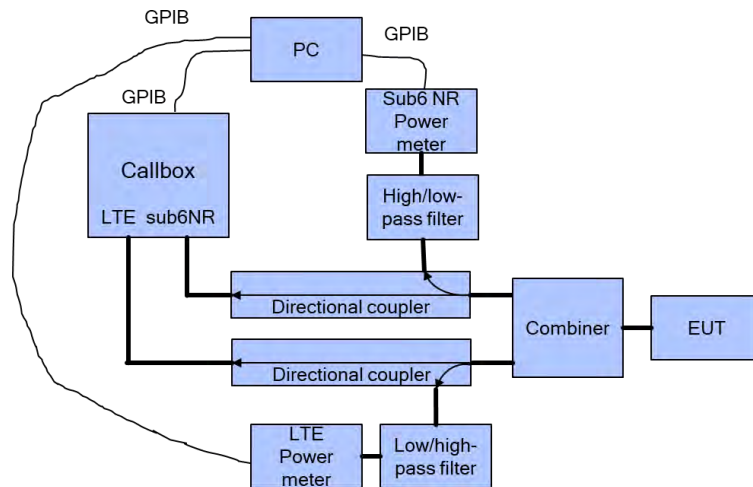 GPIB
PC
GPIB
GPIB
Sub6 NR
Power
meter
Callbox
LTE sub6NR
High/low-
pass filter
Directional coupler
Combiner
EUT
Directional coupler
LTE
Power
meter
Low/high-
pass filter